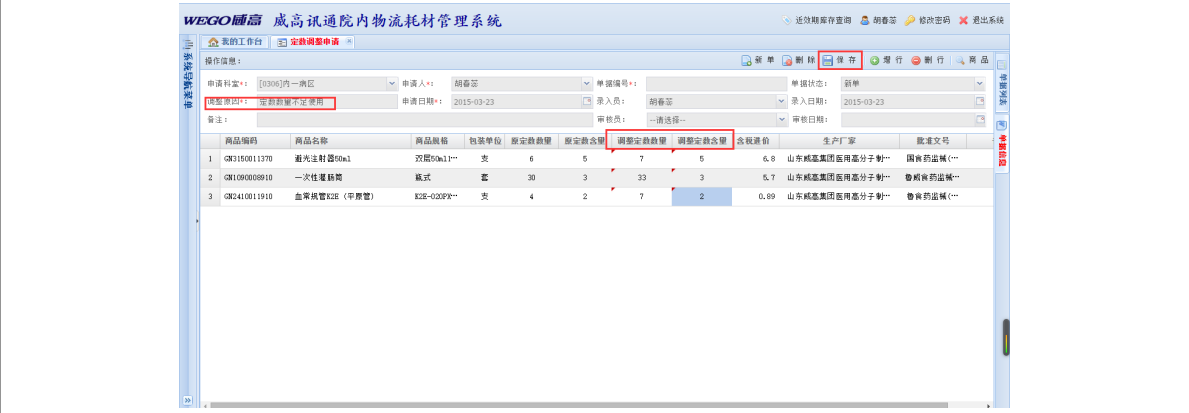 WEGO威高 威高讯通院内物流耗材管理系统 近效期库存查询 胡春蕊 修改密码 退出系统
我的工作台 定数调整申请
系统导航菜单
操作信息: 新单 删除 保存 增行 删行 商品
申请科室*: [0306]内一病区 申请人*: 胡春蕊 单据编号*: 单据状态: 新单
调整原因*: 定数数量不足使用 申请日期*: 2015-03-23 录入员: 胡春蕊 录入日期: 2015-03-23
备注: 审核员: --请选择-- 审核日期:
商品编码 商品名称 商品规格 包装单位 原定数数量 原定数含量 调整定数数量 调整定数含量 含税进价 生产厂家 批准文号
1 GN3150011370 避光注射器50ml 双层50ml1… 支 6 5 7 5 6.8 山东威高集团医用高分子制… 国食药监械(…
2 GN1090008910 一次性灌肠筒 瓶式 套 30 3 33 3 5.7 山东威高集团医用高分子制… 鲁威食药监械…
3 GN2410011910 血常规管K2E (平原管) K2E-020PX… 支 4 2 7 2 0.89 山东威高集团医用高分子制… 鲁食药监械(…
单据列表
单据信息